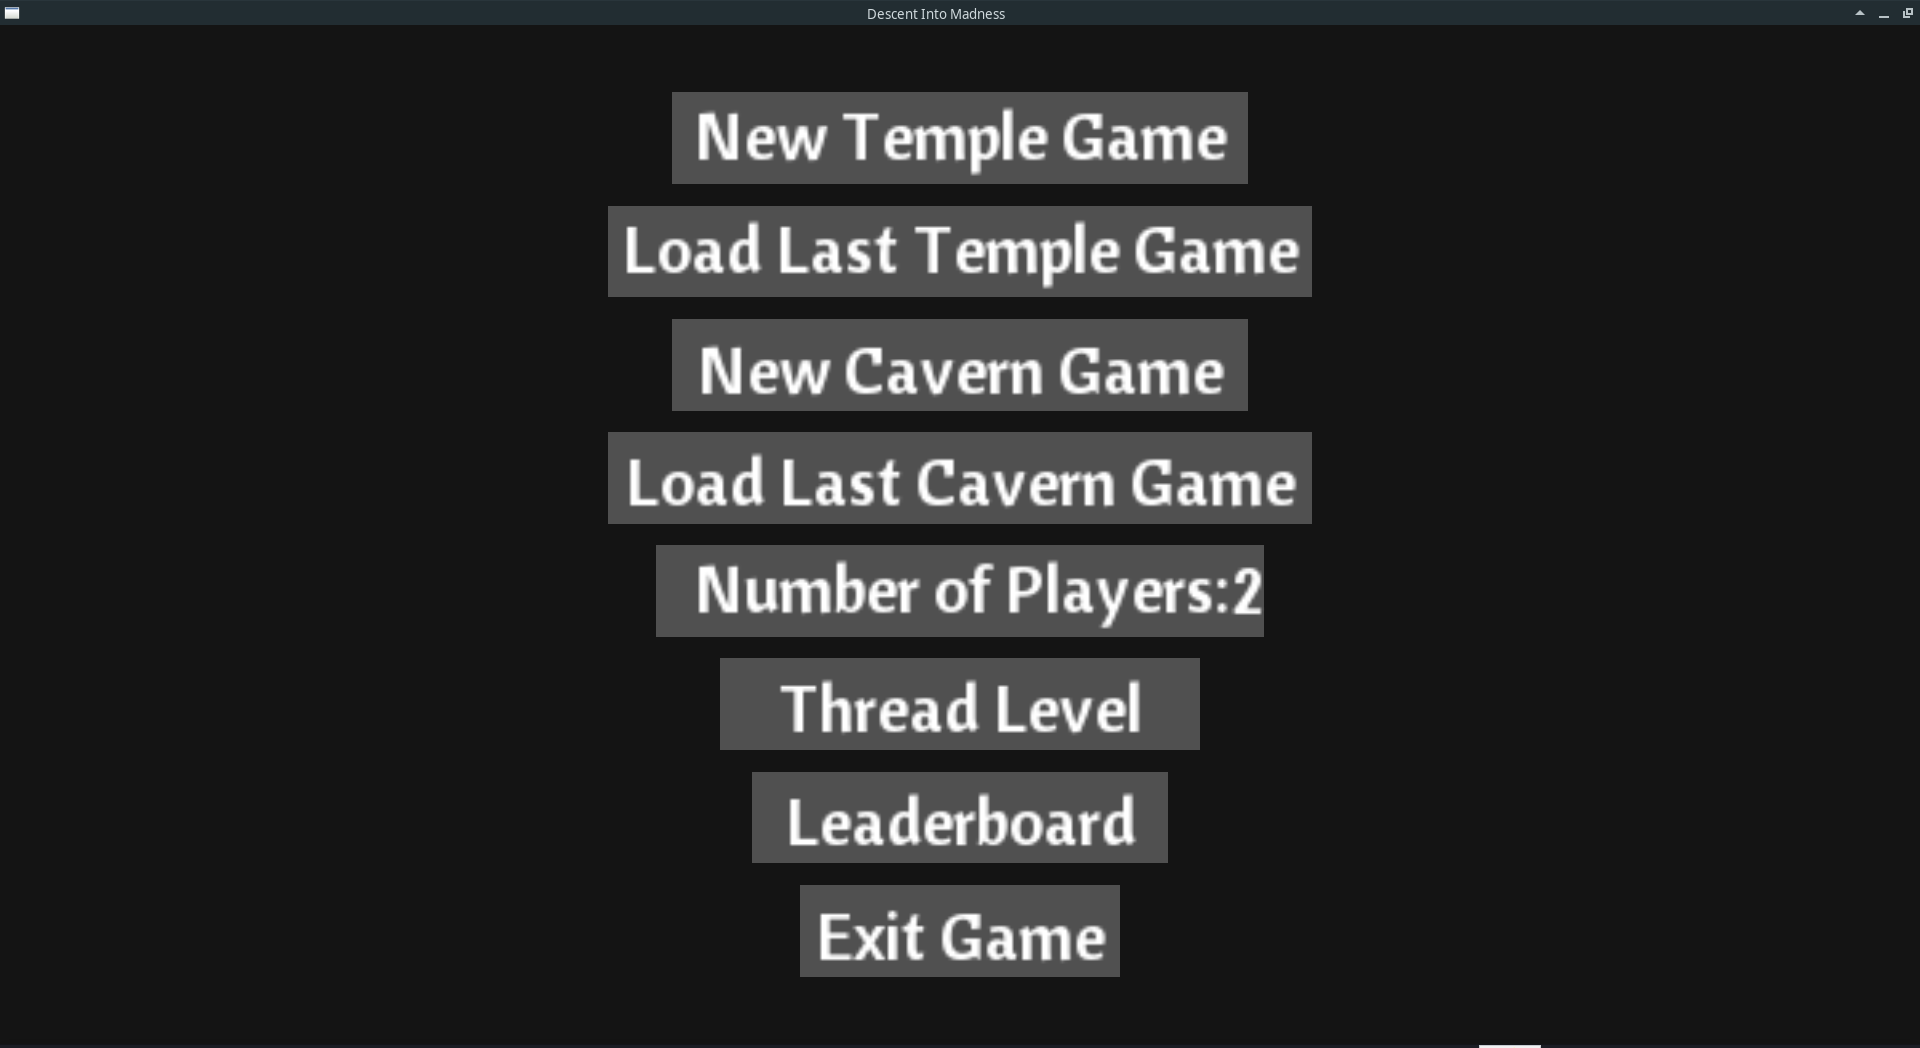 Descent Into Madness
New Temple Game
Load Last Temple Game
New Cavern Game
Load Last Cavern Game
Number of Players:2
Thread Level
Leaderboard
Exit Game